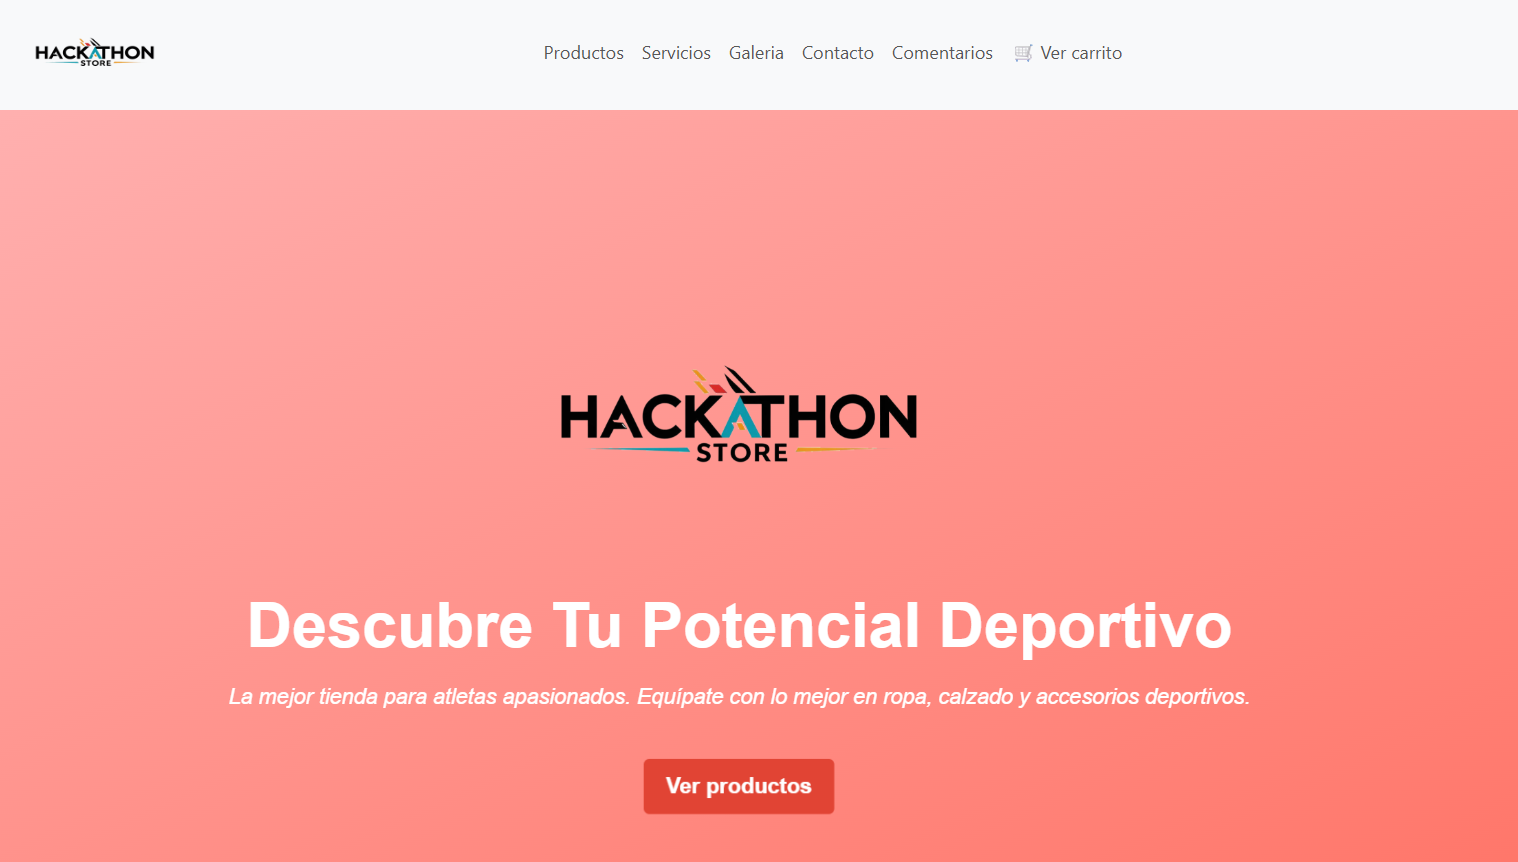 HACKATHON
STORE
Productos Servicios Galeria Contacto Comentarios 🛒 Ver carrito
HACKATHON
STORE
Descubre Tu Potencial Deportivo
La mejor tienda para atletas apasionados. Equípate con lo mejor en ropa, calzado y accesorios deportivos.
Ver productos